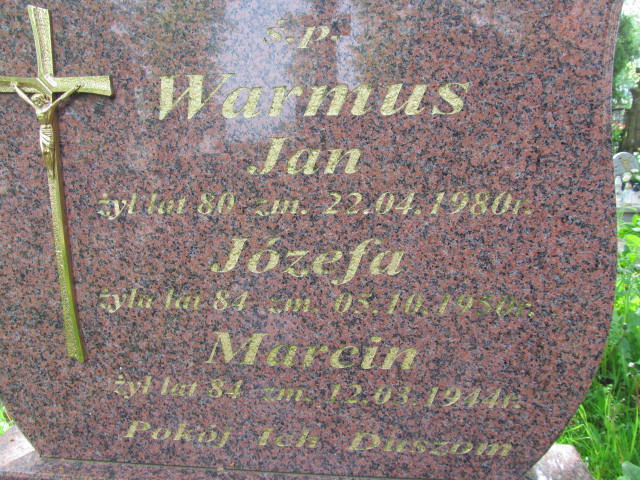 ś.p.
Warmus
Jan
żył lat 80 zm. 22.04.1980r.
Józefa
żyła lat 84 zm. 05.10.1950r.
Marcin
żył lat 84 zm. 12.03.1944r.
Pokój Ich Duszom